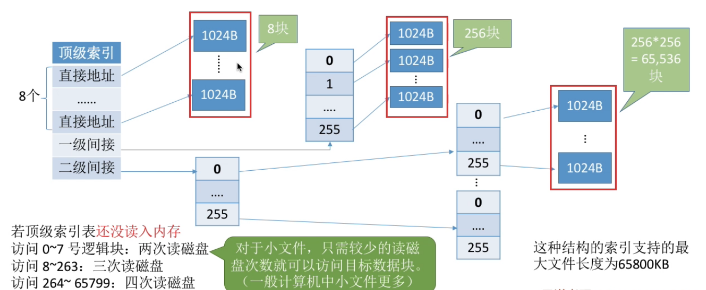 顶级索引
直接地址
……
直接地址
一级间接
二级间接
8个
1024B
1024B
8块
0
1
....
255
1024B
1024B
1024B
256块
0
....
255
0
....
255
0
....
255
1024B
1024B
256*256
= 65,536
块
若顶级索引表还没读入内存
访问 0~7 号逻辑块：两次读磁盘
访问 8~263：三次读磁盘
访问 264~ 65799：四次读磁盘
对于小文件，只需较少的读磁
盘次数就可以访问目标数据块。
（一般计算机中小文件更多）
这种结构的索引支持的最
大文件长度为65800KB